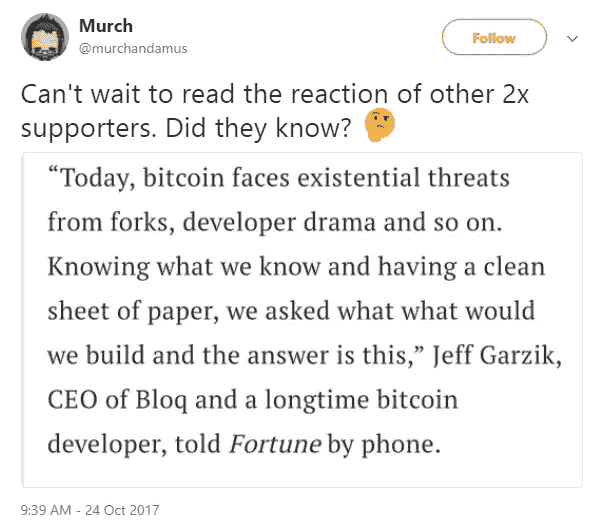 Murch
@murchandamus
Follow
Can't wait to read the reaction of other 2x
supporters. Did they know? 🤔
“Today, bitcoin faces existential threats
from forks, developer drama and so on.
Knowing what we know and having a clean
sheet of paper, we asked what what would
we build and the answer is this,” Jeff Garzik,
CEO of Bloq and a longtime bitcoin
developer, told Fortune by phone.
9:39 AM - 24 Oct 2017